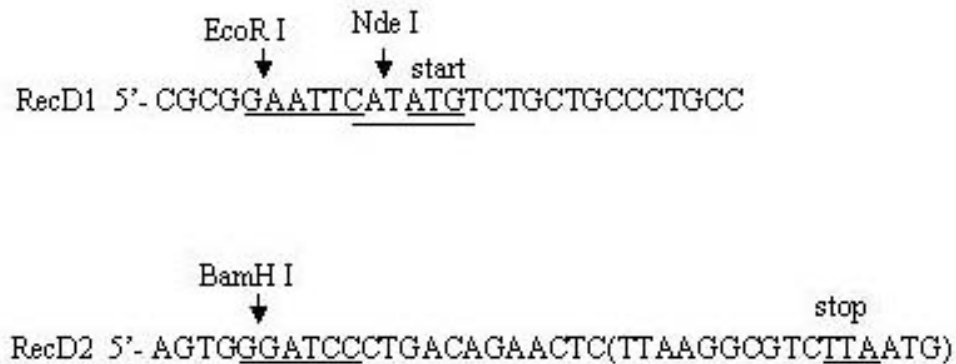 EcoR I Nde I
start
RecD1 5'- CGCGGAATTCATATGTCTGCTGCCCTGCC
BamH I
stop
RecD2 5'- AGTGGGATCCCTGACAGAACTC(TTAAGGCGTCTTAATG)